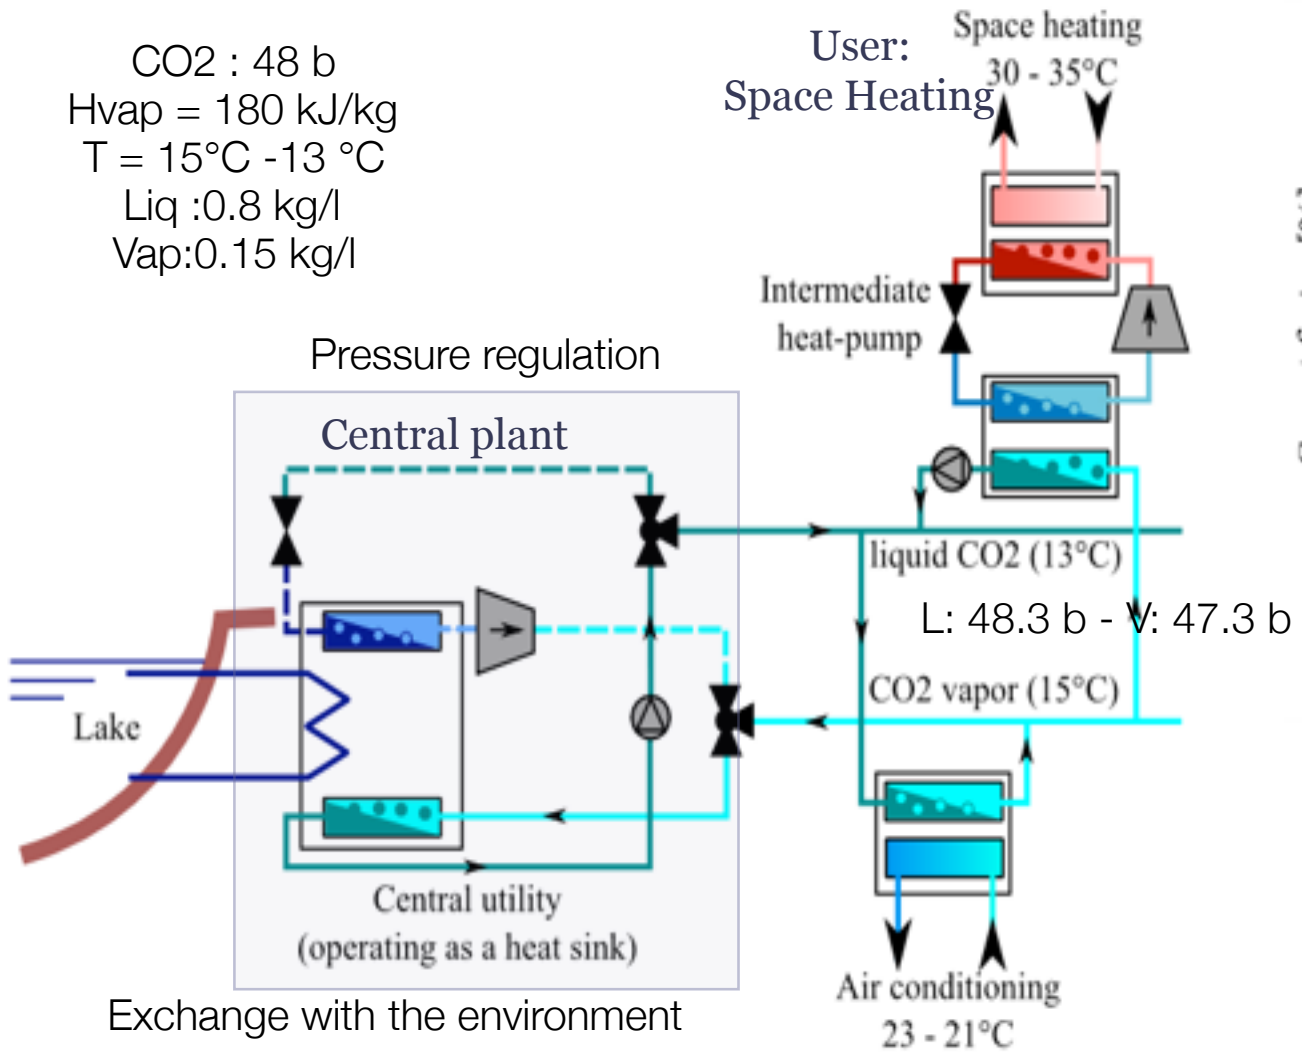 CO2 : 48 b
Hvap = 180 kJ/kg
T = 15°C -13 °C
Liq :0.8 kg/l
Vap:0.15 kg/l
User:
Space Heating
Space heating
30 - 35°C
Intermediate
heat-pump
Pressure regulation
Central plant
liquid CO2 (13°C)
L: 48.3 b - V: 47.3 b
CO2 vapor (15°C)
Lake
Central utility
(operating as a heat sink)
Exchange with the environment
Air conditioning
23 - 21°C